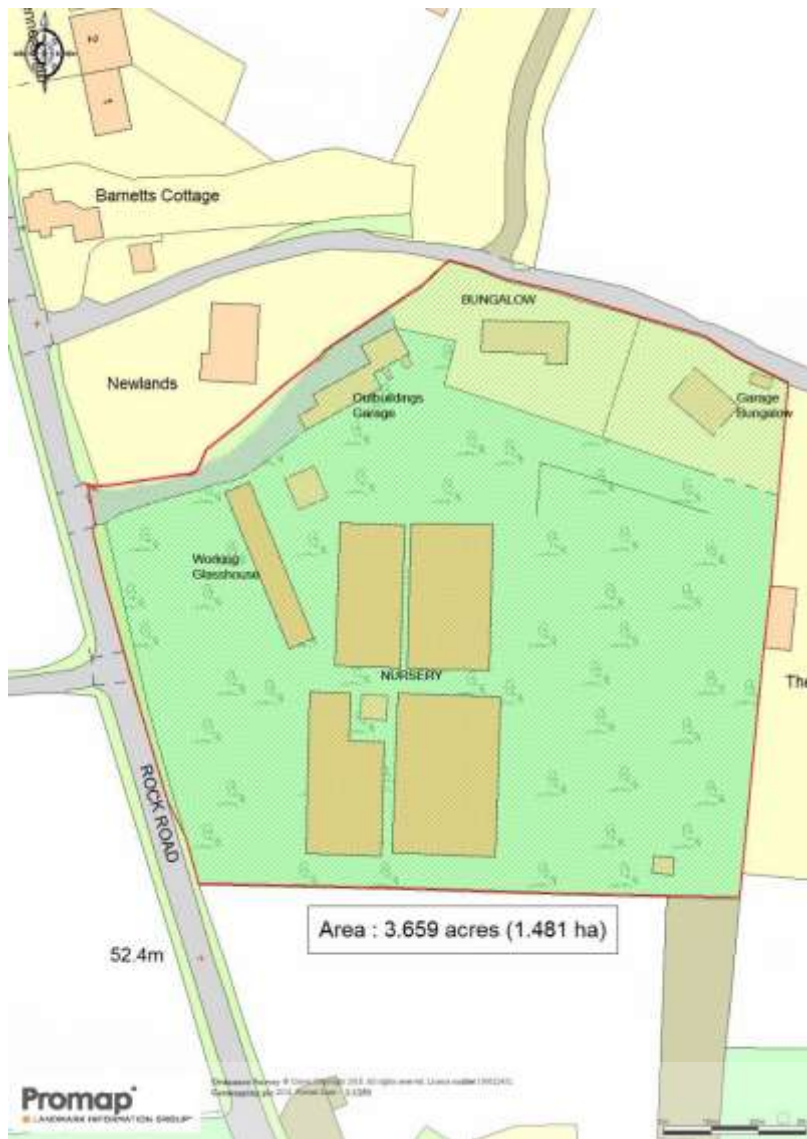 2
1
Barnetts Cottage
BUNGALOW
Newlands
Outbuildings
Garage
Garage
Bungalow
Working
Glasshouse
NURSERY
The
ROCK ROAD
Area : 3.659 acres (1.481 ha)
52.4m
Promap
LANDMARK INFORMATION GROUP